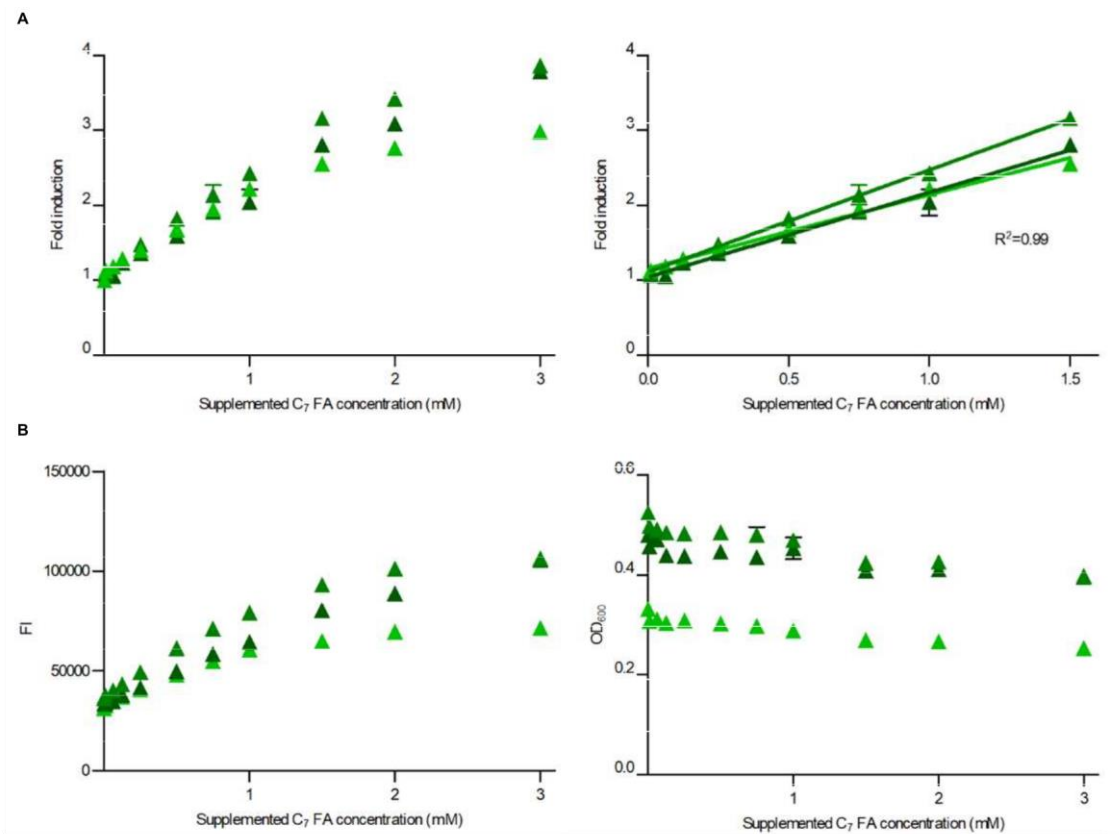 A
4
3
2
1
0
Fold induction
1
2
3
Supplemented C₇ FA concentration (mM)
4
3
2
1
0
Fold induction
R²=0.99
0.0
0.5
1.0
1.5
Supplemented C₇ FA concentration (mM)
B
150000
100000
50000
0
FI
1
2
3
Supplemented C₇ FA concentration (mM)
0.6
0.4
0.2
0.0
OD₆₀₀
1
2
3
Supplemented C₇ FA concentration (mM)